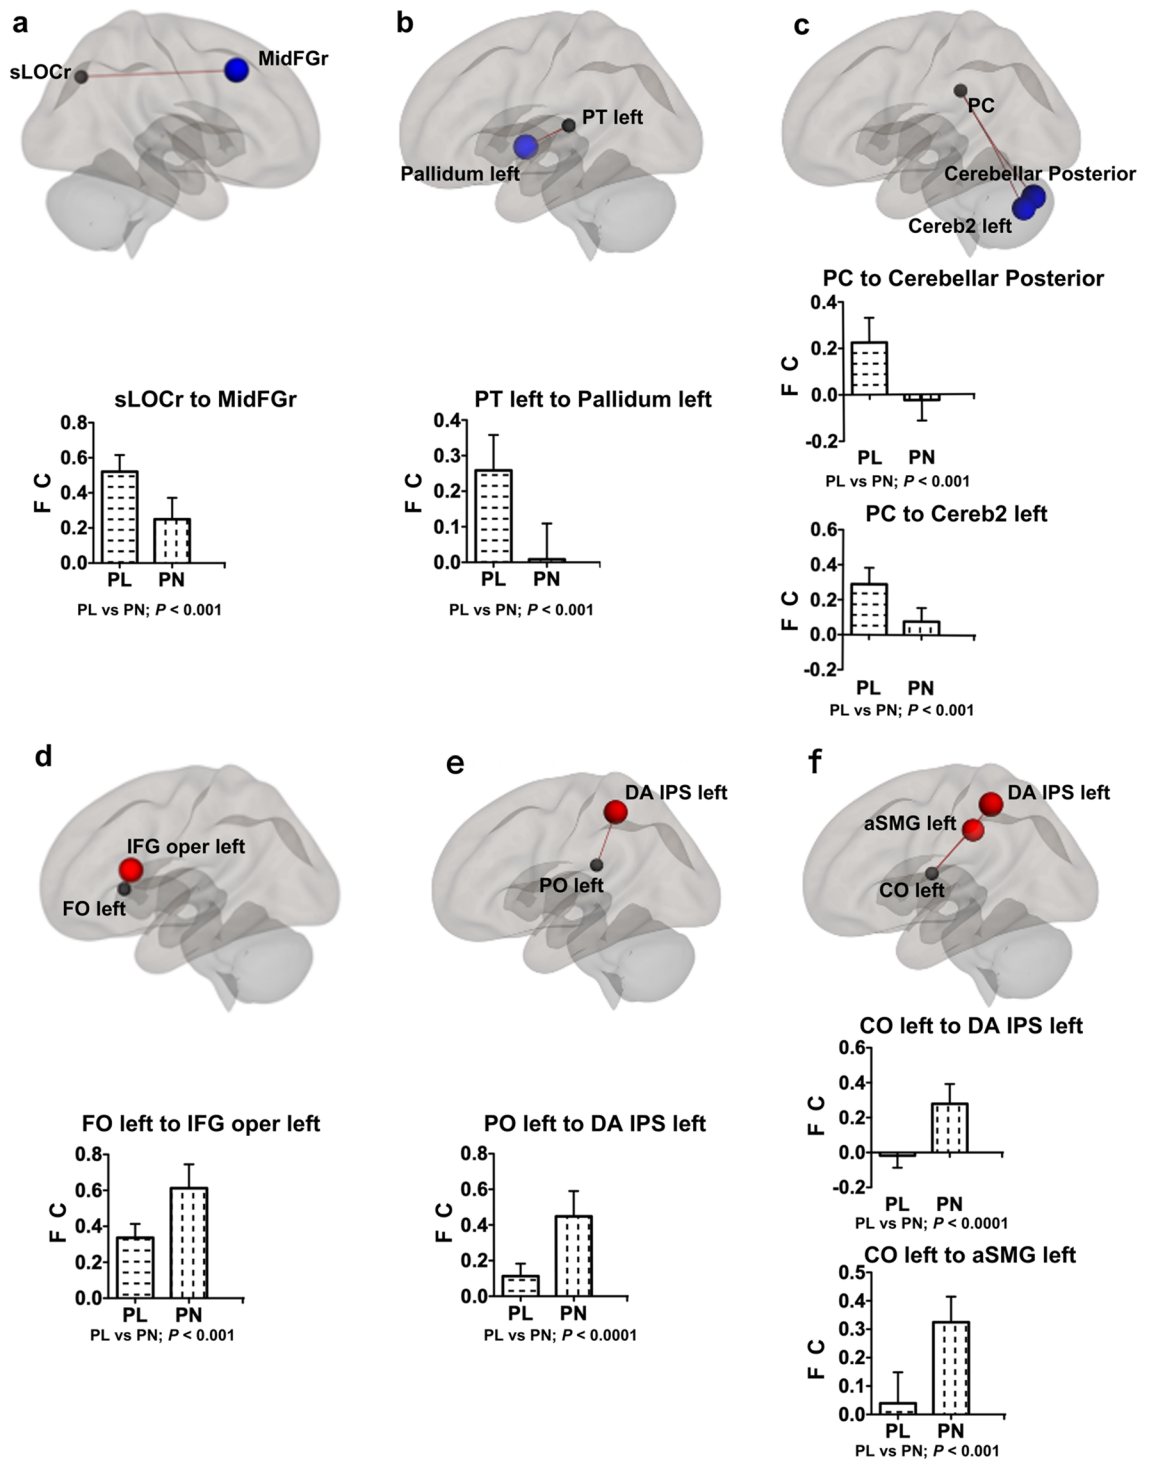 a
sLOCr
MidFGr
sLOCr to MidFGr
0.8
0.6
0.4
0.2
0.0
F C
PL PN
PL vs PN; P < 0.001
b
PT left
Pallidum left
PT left to Pallidum left
0.4
0.3
0.2
0.1
0.0
F C
PL PN
PL vs PN; P < 0.001
c
PC
Cerebellar Posterior
Cereb2 left
PC to Cerebellar Posterior
0.4
0.2
0.0
-0.2
F C
PL PN
PL vs PN; P < 0.001
PC to Cereb2 left
0.6
0.4
0.2
0.0
-0.2
F C
PL PN
PL vs PN; P < 0.001
d
IFG oper left
FO left
FO left to IFG oper left
0.8
0.6
0.4
0.2
0.0
F C
PL PN
PL vs PN; P < 0.001
e
DA IPS left
PO left
PO left to DA IPS left
0.8
0.6
0.4
0.2
0.0
F C
PL PN
PL vs PN; P < 0.0001
f
DA IPS left
aSMG left
CO left
CO left to DA IPS left
0.6
0.4
0.2
0.0
-0.2
F C
PL PN
PL vs PN; P < 0.0001
CO left to aSMG left
0.5
0.4
0.3
0.2
0.1
0.0
F C
PL PN
PL vs PN; P < 0.001